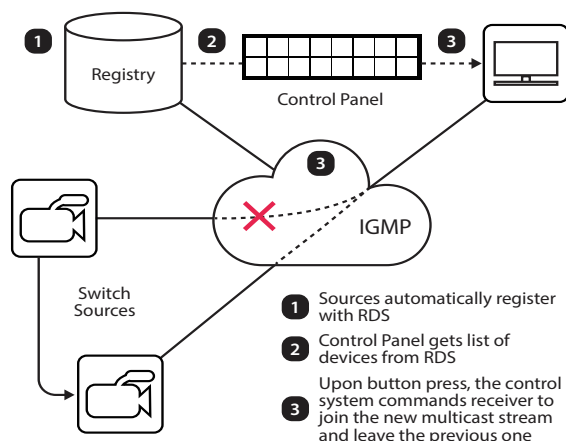 1
2
3
Registry
Control Panel
3
IGMP
Switch
Sources
1 Sources automatically register
with RDS
2 Control Panel gets list of
devices from RDS
3 Upon button press, the control
system commands receiver to
join the new multicast stream
and leave the previous one